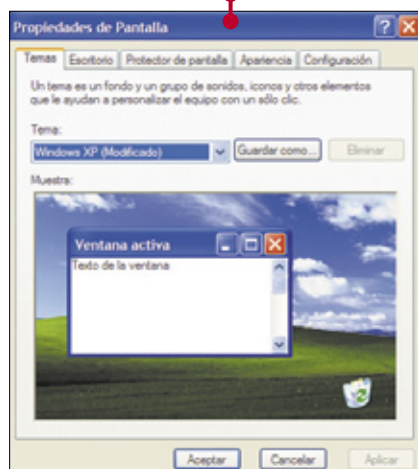 Propiedades de Pantalla
Temas Escritorio Protector de pantalla Apariencia Configuración
Un tema es un fondo y un grupo de sonidos, iconos y otros elementos
que le ayudan a personalizar el equipo con un sólo clic.
Tema:
Windows XP (Modificado) Guardar como... Eliminar
Muestra:
Ventana activa
Texto de la ventana
Aceptar Cancelar Aplicar